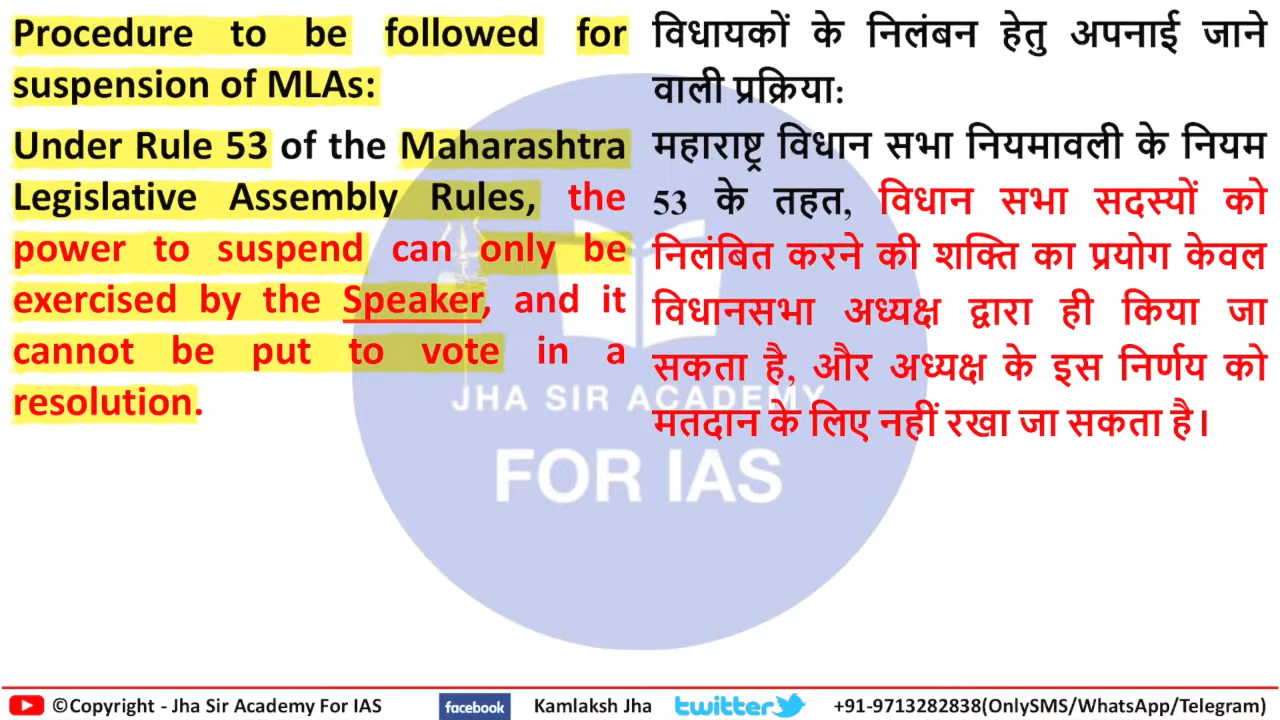 Procedure to be followed for
suspension of MLAs:
Under Rule 53 of the Maharashtra
Legislative Assembly Rules, the
power to suspend can only be
exercised by the Speaker, and it
cannot be put to vote in a
resolution.
विधायकों के निलंबन हेतु अपनाई जाने
वाली प्रक्रिया:
महाराष्ट्र विधान सभा नियमावली के नियम
53 के तहत, विधान सभा सदस्यों को
निलंबित करने की शक्ति का प्रयोग केवल
विधानसभा अध्यक्ष द्वारा ही किया जा
सकता है, और अध्यक्ष के इस निर्णय को
मतदान के लिए नहीं रखा जा सकता है।
JHA SIR ACADEMY
FOR IAS
©Copyright - Jha Sir Academy For IAS facebook Kamlaksh Jha twitter +91-9713282838(OnlySMS/WhatsApp/Telegram)